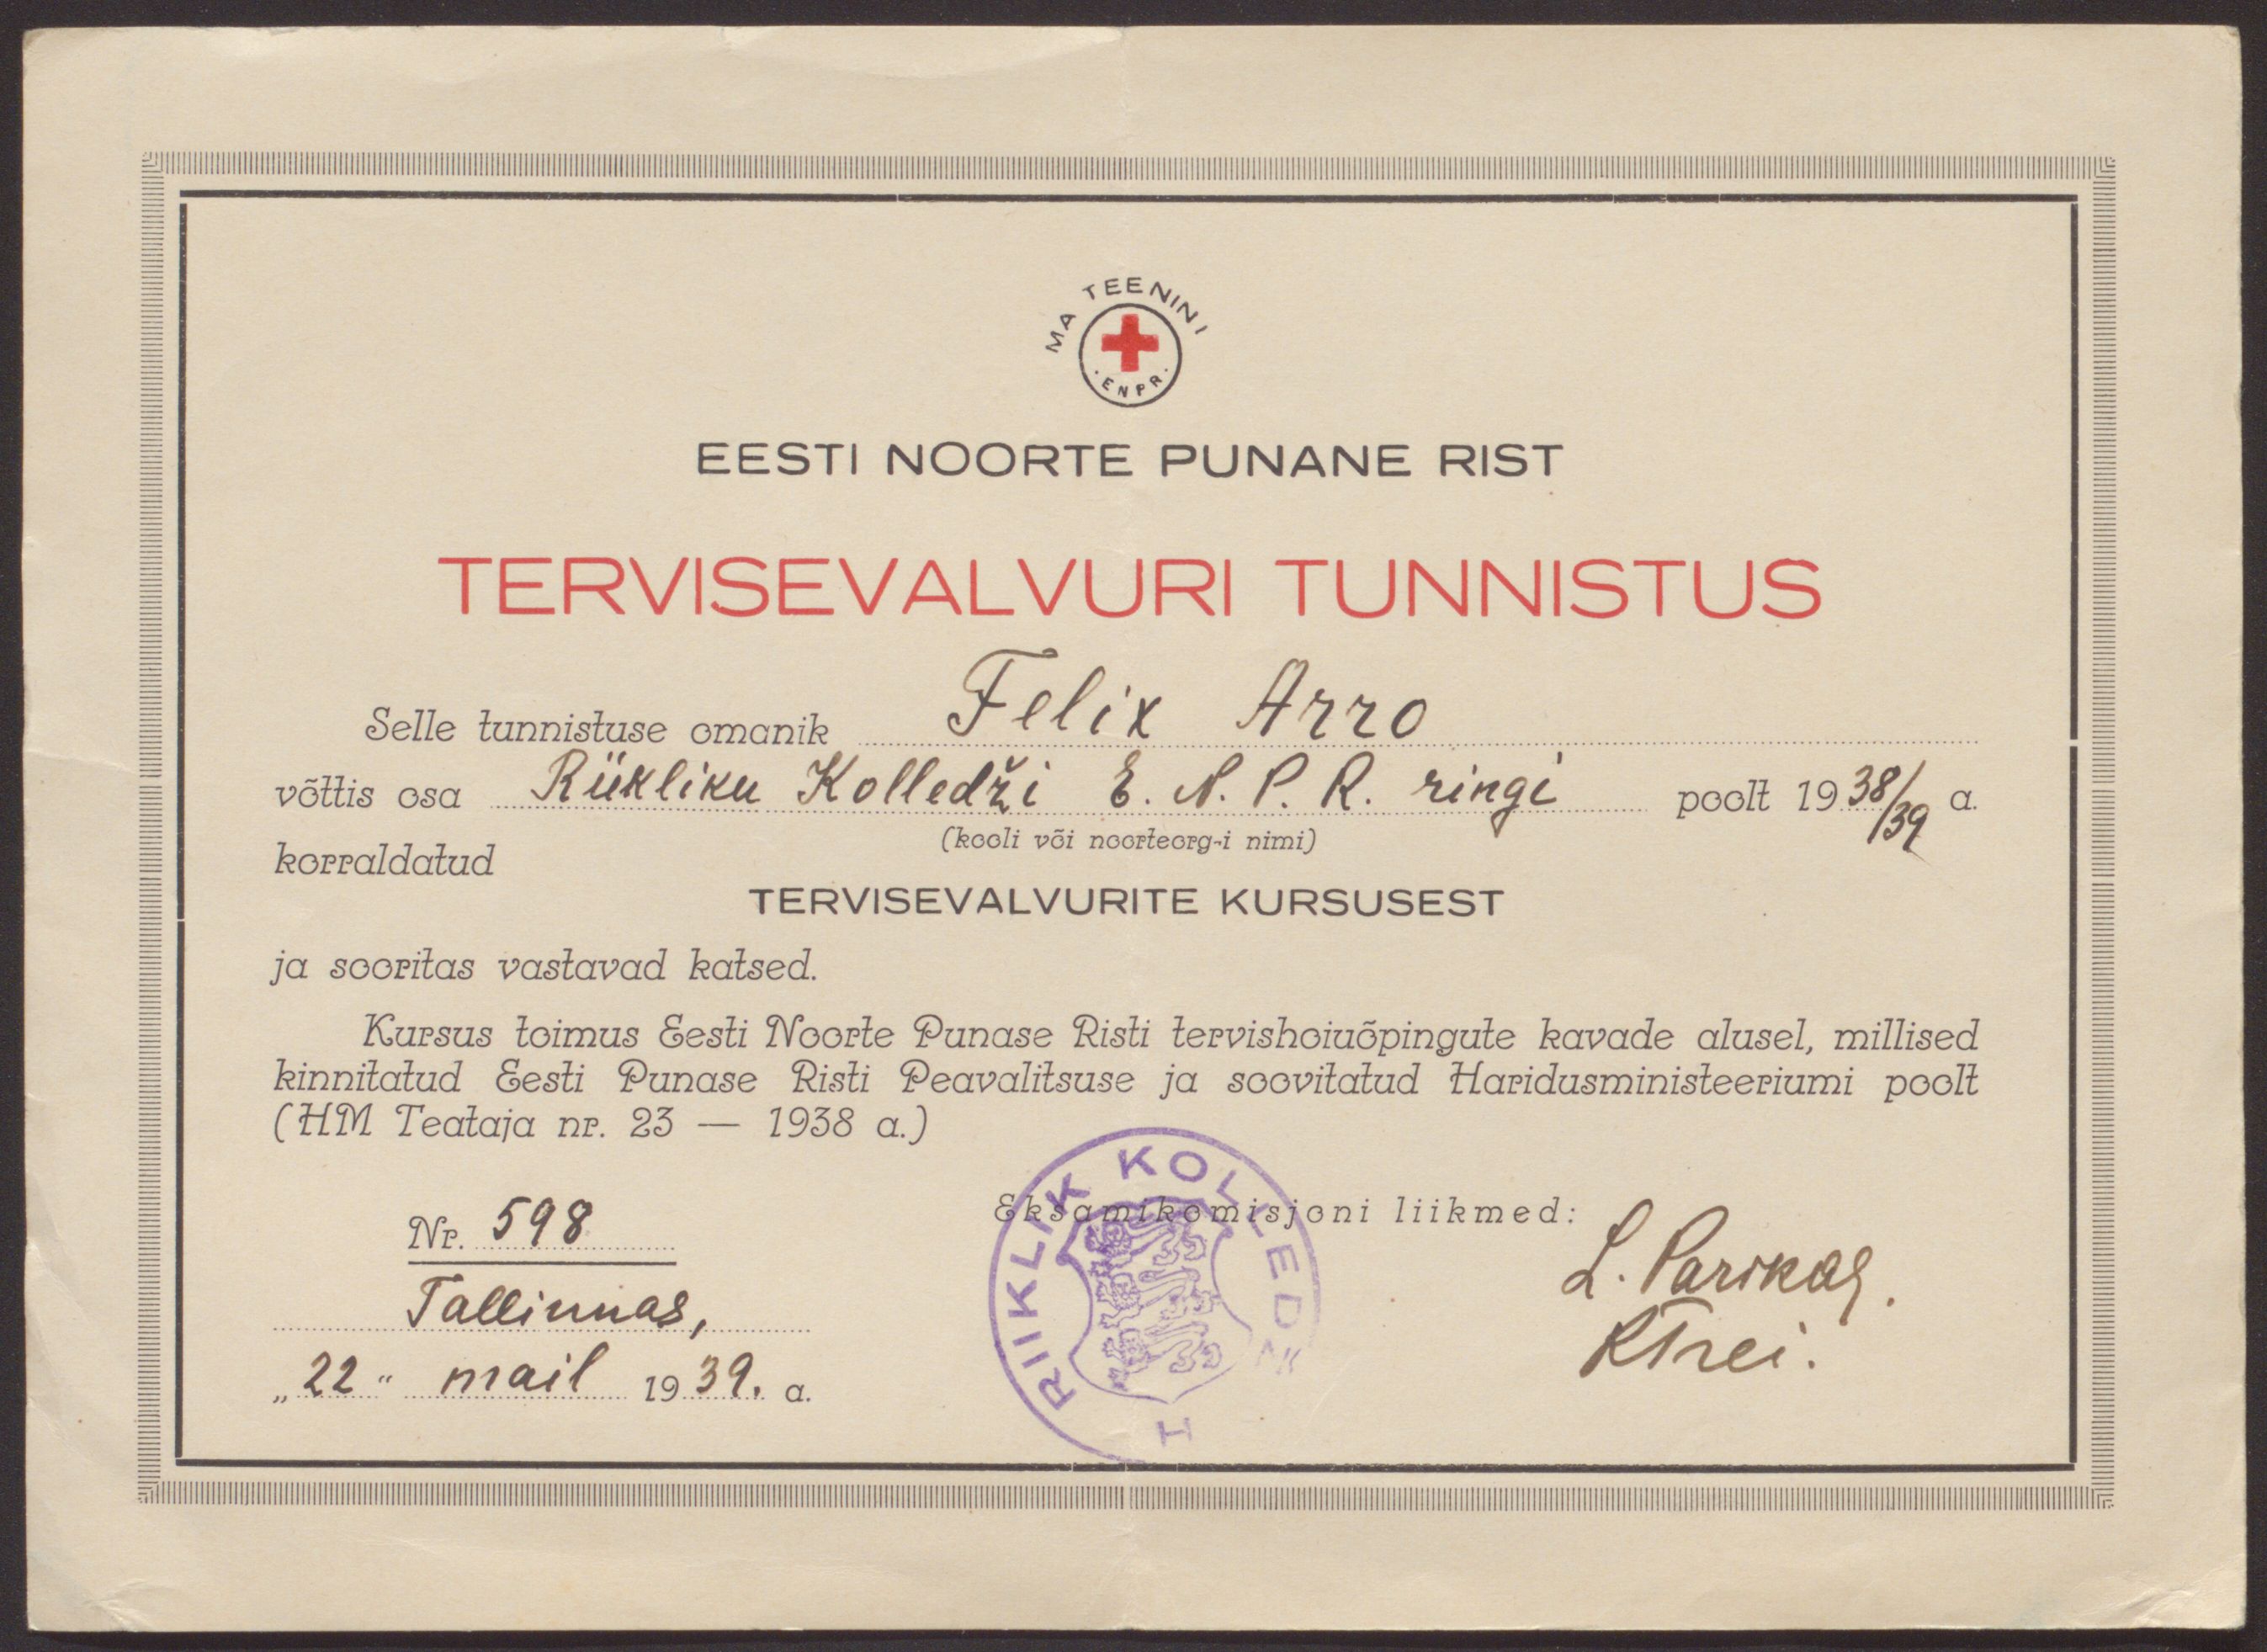 MA TEENIN!
· ENPR ·
EESTI NOORTE PUNANE RIST
TERVISEVALVURI TUNNISTUS
Selle tunnistuse omanik Felix Arro
võttis osa Riikliku Kolledži E. N. P. R. ringi poolt 1938/39 a.
(kooli või noorteorg-i nimi)
korraldatud
TERVISEVALVURITE KURSUSEST
ja sooritas vastavad katsed.
Kursus toimus Eesti Noorte Punase Risti tervishoiuõpingute kavade alusel, millised
kinnitatud Eesti Punase Risti Peavalitsuse ja soovitatud Haridusministeeriumi poolt
(HM Teataja nr. 23 — 1938 a.)
RIIKLIK KOLLEDŽ
I
Eksamikomisjoni liikmed:
Nr. 598
L. Parikas.
Tallinnas,
KTrei.
„22" mail 1939. a.